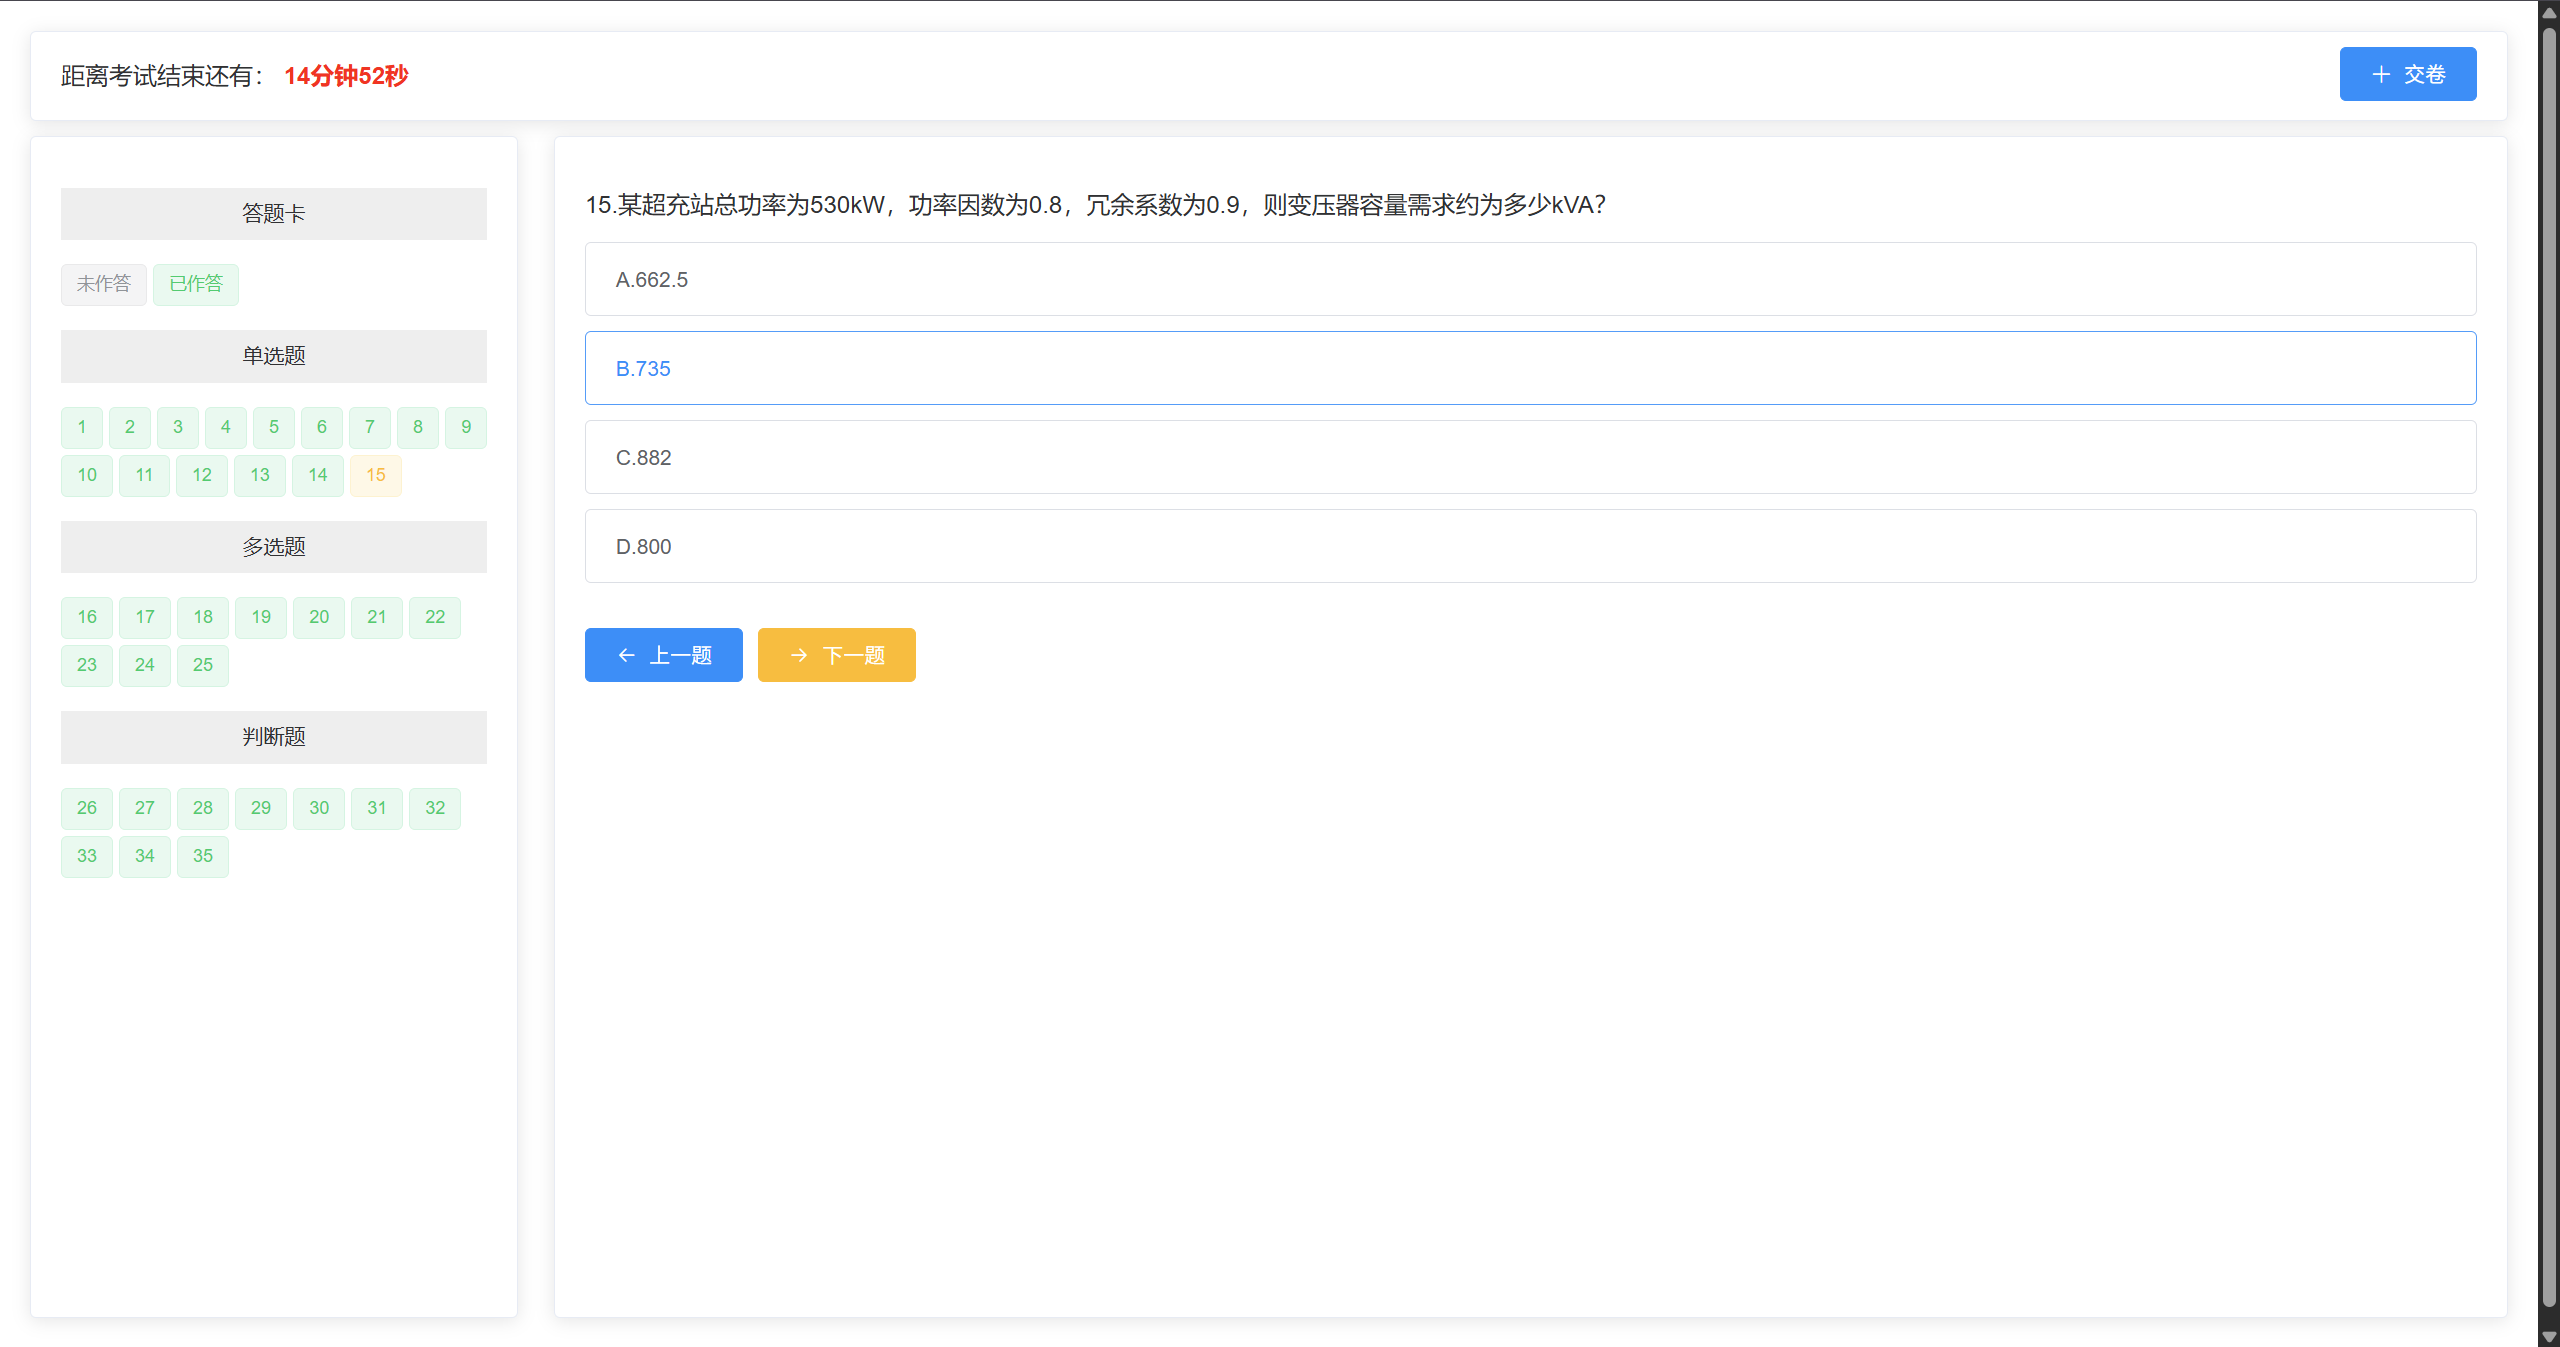 距离考试结束还有： 14分钟52秒
交卷
答题卡
未作答 已作答
单选题
1 2 3 4 5 6 7 8 9
10 11 12 13 14 15
多选题
16 17 18 19 20 21 22
23 24 25
判断题
26 27 28 29 30 31 32
33 34 35
15.某超充站总功率为530kW，功率因数为0.8，冗余系数为0.9，则变压器容量需求约为多少kVA？
A.662.5
B.735
C.882
D.800
上一题 下一题